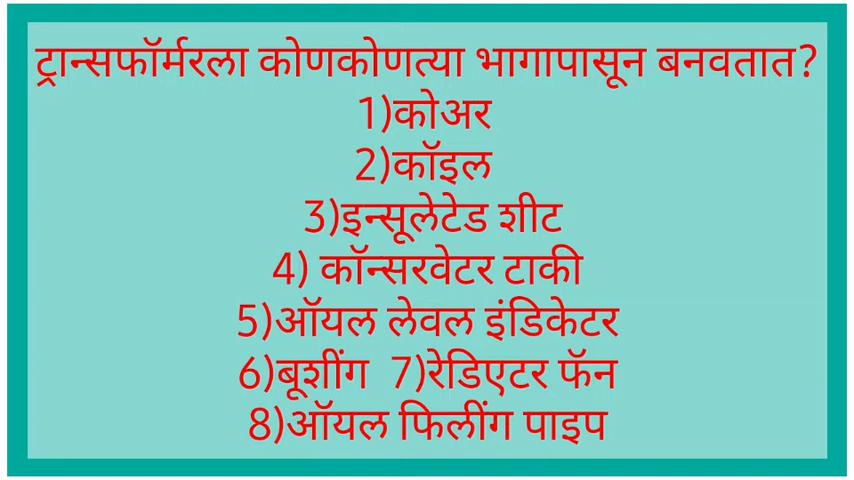 ट्रान्सफॉर्मरला कोणकोणत्या भागापासून बनवतात?
1)कोअर
2)कॉइल
3)इन्सूलेटेड शीट
4) कॉन्सरवेटर टाकी
5)ऑयल लेवल इंडिकेटर
6)बूशींग 7)रेडिएटर फॅन
8)ऑयल फिलींग पाइप